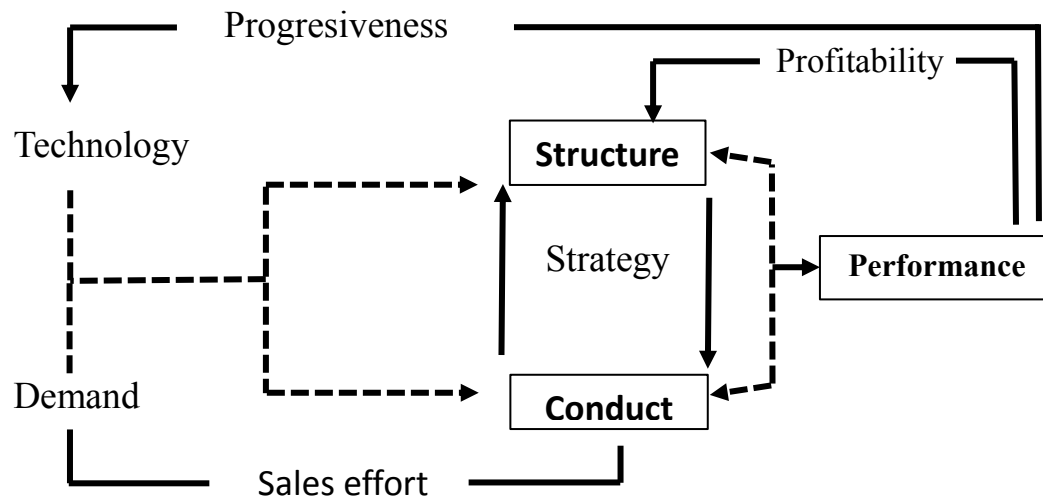 Progresiveness
Profitability
Technology
Structure
Strategy
Performance
Demand
Conduct
Sales effort